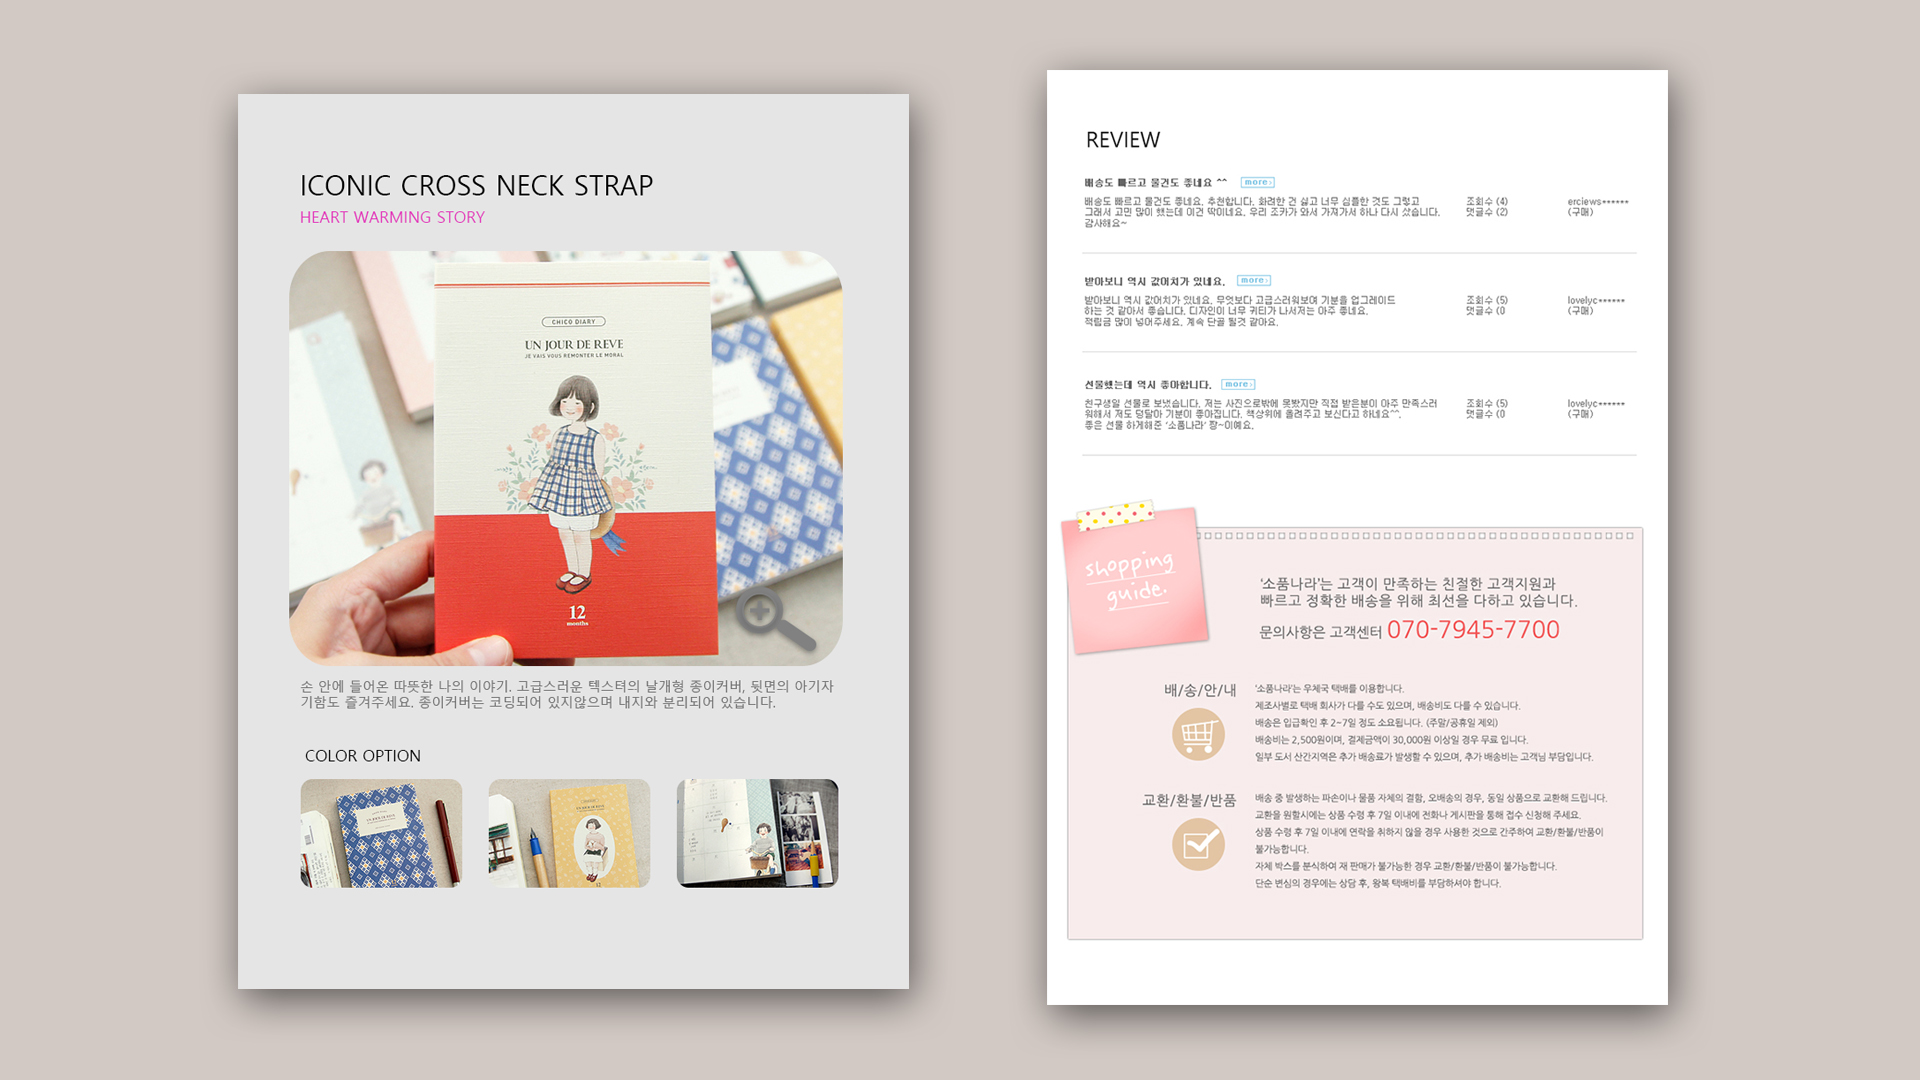 ICONIC CROSS NECK STRAP
HEART WARMING STORY
CHICO DIARY
UN JOUR DE REVE
JE VAIS VOUS REMONTER LE MORAL
12
months
손 안에 들어온 따뜻한 나의 이야기. 고급스러운 텍스텨의 날개형 종이커버, 뒷면의 아기자
기함도 즐겨주세요. 종이커버는 코딩되어 있지않으며 내지와 분리되어 있습니다.
COLOR OPTION
REVIEW
배송도 빠르고 물건도 좋네요 ^^ more
배송도 빠르고 물건도 좋네요. 추천합니다. 화려한 건 싫고 너무 심플한 것도 그렇고
그래서 고민 많이 했는데 이건 딱이네요. 우리 조카가 와서 가져가서 하나 다시 샀습니다.
감사해요~
조회수 (4)
댓글수 (2)
erciews******
(구매)
받아보니 역시 값어치가 있네요. more
받아보니 역시 값어치가 있네요. 무엇보다 고급스러워보여 기분을 업그레이드
하는 것 같아서 좋습니다. 디자인이 너무 귀티가 나서저는 아주 좋네요.
적립금 많이 넣어주세요. 계속 단골 될것 같아요.
조회수 (5)
댓글수 (0
lovelyc******
(구매)
선물했는데 역시 좋아합니다. more
친구생일 선물로 보냈습니다. 저는 사진으로밖에 못봤지만 직접 받은분이 아주 만족스러
워해서 저도 덩달아 기분이 좋아집니다. 책상위에 올려주고 보신다고 하네요^^.
좋은 선물 하게해준 '소품나라' 짱~이예요.
조회수 (5)
댓글수 (0
lovelyc******
(구매)
shopping
guide.
'소품나라'는 고객이 만족하는 친절한 고객지원과
빠르고 정확한 배송을 위해 최선을 다하고 있습니다.
문의사항은 고객센터 070-7945-7700
배/송/안/내
'소품나라'는 우체국 택배를 이용합니다.
제조사별로 택배 회사가 다를 수도 있으며, 배송비도 다를 수 있습니다.
배송은 입급확인 후 2~7일 정도 소요됩니다. (주말/공휴일 제외)
배송비는 2,500원이며, 결제금액이 30,000원 이상일 경우 무료 입니다.
일부 도서 산간지역은 추가 배송료가 발생할 수 있으며, 추가 배송비는 고객님 부담입니다.
교환/환불/반품
배송 중 발생하는 파손이나 물품 자체의 결함, 오배송의 경우, 동일 상품으로 교환해 드립니다.
교환을 원할시에는 상품 수령 후 7일 이내에 전화나 게시판을 통해 접수 신청해 주세요.
상품 수령 후 7일 이내에 연락을 취하지 않을 경우 사용한 것으로 간주하여 교환/환불/반품이
불가능합니다.
자체 박스를 분식하여 재 판매가 불가능한 경우 교환/환불/반품이 불가능합니다.
단순 변심의 경우에는 상담 후, 왕복 택배비를 부담하셔야 합니다.